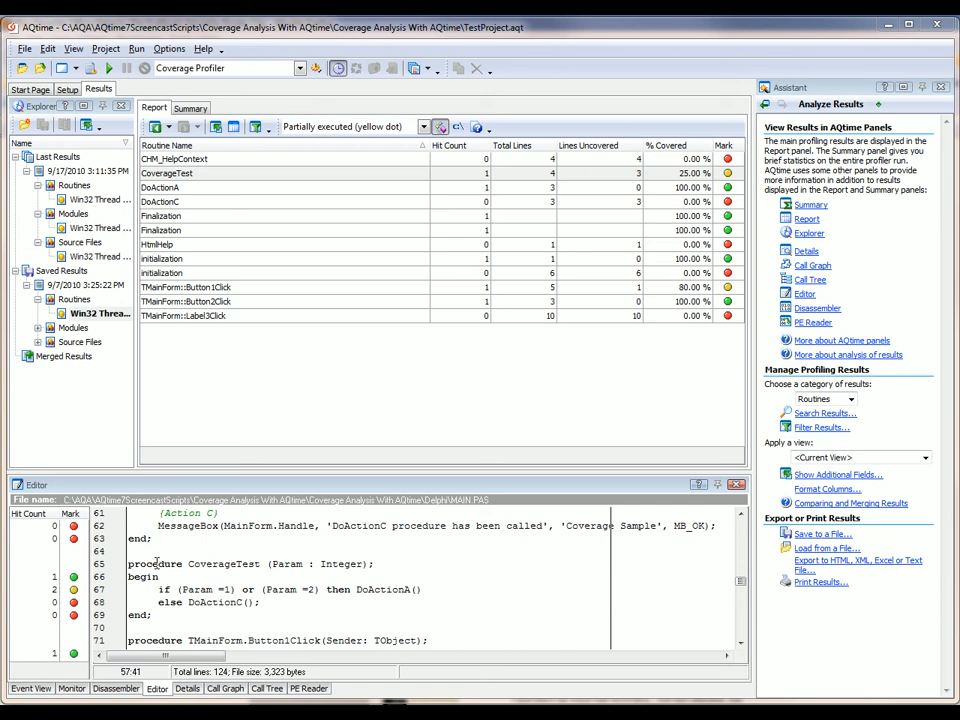 AQtime - C:\AQA\AQtime7ScreencastScripts\Coverage Analysis With AQtime\Coverage Analysis With AQtime\TestProject.aqt
File Edit View Project Run Options Help
Coverage Profiler
Start Page Setup Results
Explorer
Name
Last Results
9/17/2010 3:11:35 PM
Routines
Win32 Thread ...
Modules
Win32 Thread ...
Source Files
Win32 Thread ...
Saved Results
9/7/2010 3:25:22 PM
Routines
Win32 Threa...
Modules
Source Files
Merged Results
Report Summary
Partially executed (yellow dot)
Routine Name Hit Count Total Lines Lines Uncovered % Covered Mark
CHM_HelpContext 0 4 4 0.00 %
CoverageTest 1 4 3 25.00 %
DoActionA 1 3 0 100.00 %
DoActionC 0 3 3 0.00 %
Finalization 1 100.00 %
Finalization 1 100.00 %
HtmlHelp 0 1 1 0.00 %
initialization 1 1 0 100.00 %
initialization 0 6 6 0.00 %
TMainForm::Button1Click 1 5 1 80.00 %
TMainForm::Button2Click 1 3 0 100.00 %
TMainForm::Label3Click 0 10 10 0.00 %
Assistant
Analyze Results
View Results in AQtime Panels
The main profiling results are displayed in
the Report panel. The Summary panel gives you
brief statistics on the entire profiler run.
AQtime uses some other panels to provide
more information in addition to results
displayed in the Report and Summary panels:
Summary
Report
Explorer
Details
Call Graph
Call Tree
Editor
Disassembler
PE Reader
More about AQtime panels
More about analysis of results
Manage Profiling Results
Choose a category of results:
Routines
Search Results...
Filter Results...
Apply a view:
<Current View>
Show Additional Fields...
Format Columns...
Comparing and Merging Results
Export or Print Results
Save to a File...
Load from a File...
Export to HTML, XML, Excel or Text
File...
Print Results...
Editor
File name: C:\AQA\AQtime7ScreencastScripts\Coverage Analysis With AQtime\Coverage Analysis With AQtime\Delphi\MAIN.PAS
Hit Count Mark
61 {Action C}
0 62 MessageBox(MainForm.Handle, 'DoActionC procedure has been called', 'Coverage Sample', MB_OK);
0 63 end;
64
65 procedure CoverageTest (Param : Integer);
1 66 begin
2 67 if (Param =1) or (Param =2) then DoActionA()
0 68 else DoActionC();
0 69 end;
70
71 procedure TMainForm.Button1Click(Sender: TObject);
1
57:41 Total lines: 124; File size: 3,323 bytes
Event View Monitor Disassembler Editor Details Call Graph Call Tree PE Reader